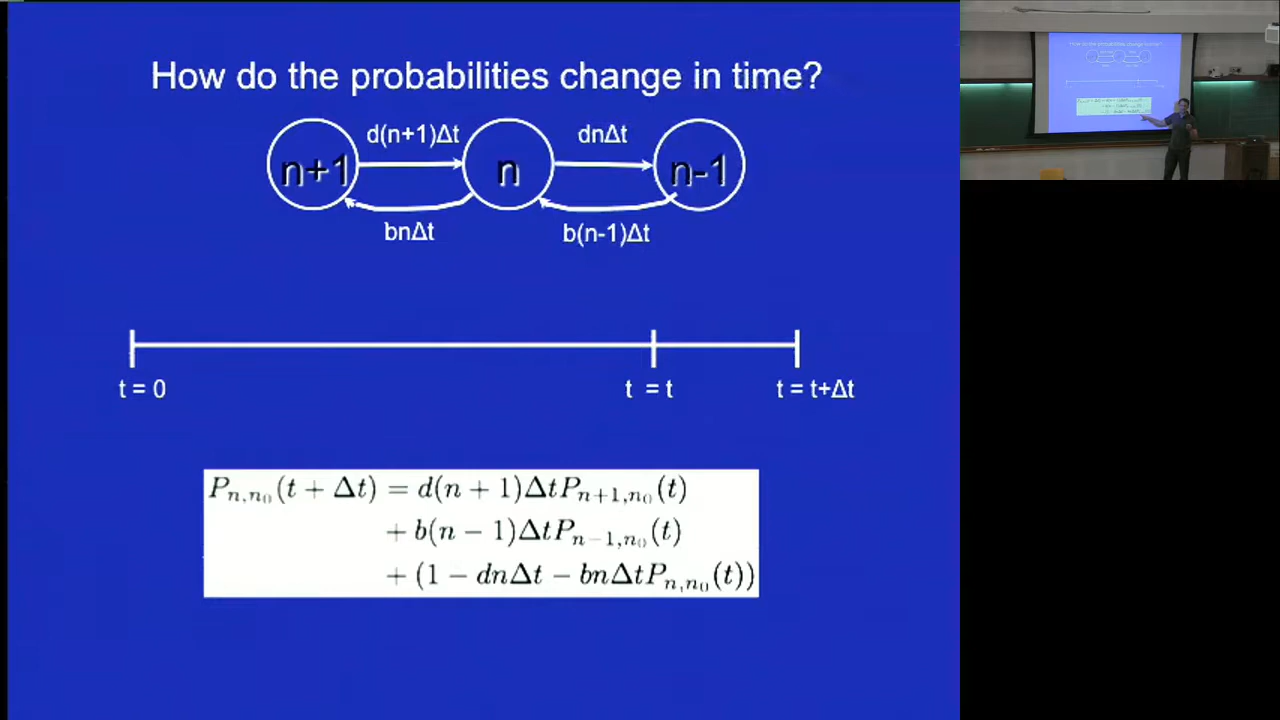 How do the probabilities change in time?
d(n+1)Δt dnΔt
n+1 n n-1
bnΔt b(n-1)Δt
t = 0 t = t t = t+Δt
P_{n,n_0}(t + Δt) = d(n + 1)ΔtP_{n+1,n_0}(t)
+ b(n − 1)ΔtP_{n−1,n_0}(t)
+ (1 − dnΔt − bnΔtP_{n,n_0}(t))